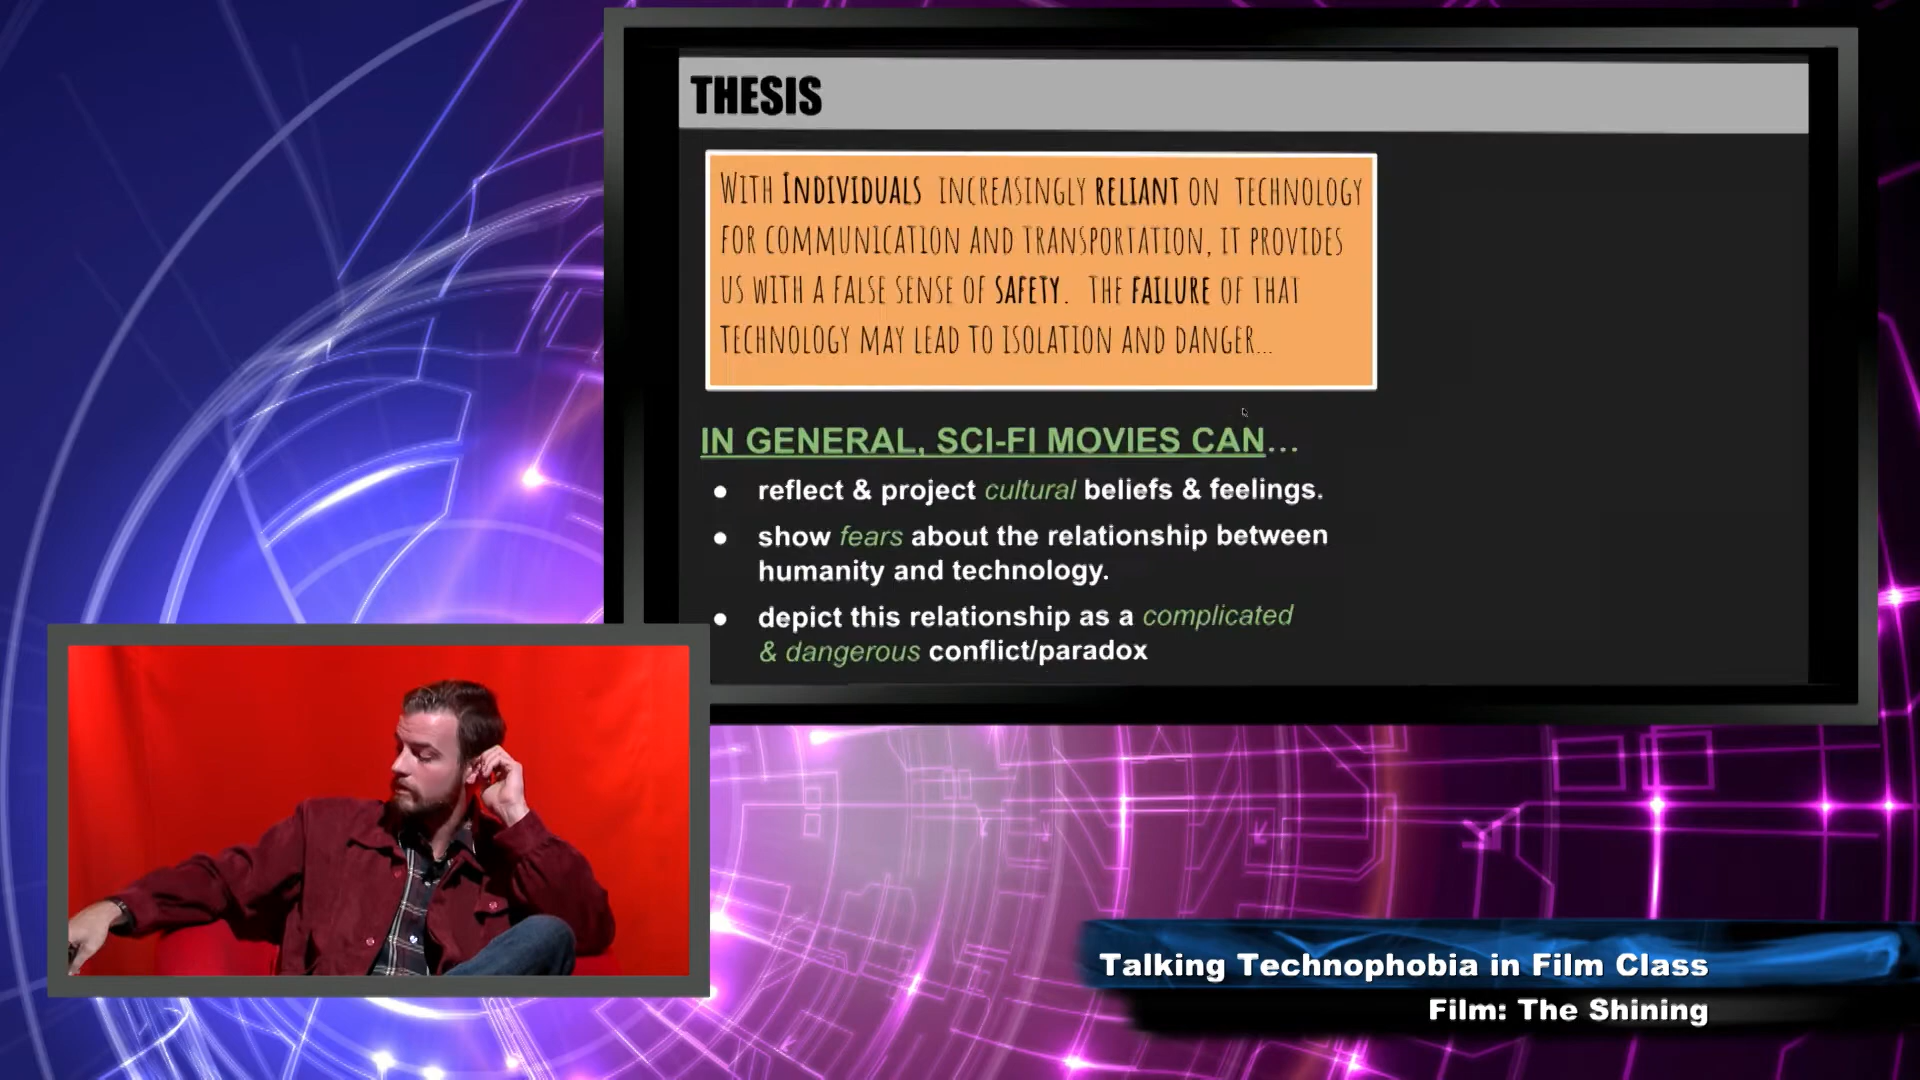 THESIS
WITH INDIVIDUALS INCREASINGLY RELIANT ON TECHNOLOGY
FOR COMMUNICATION AND TRANSPORTATION, IT PROVIDES
US WITH A FALSE SENSE OF SAFETY. THE FAILURE OF THAT
TECHNOLOGY MAY LEAD TO ISOLATION AND DANGER...
IN GENERAL, SCI-FI MOVIES CAN...
● reflect & project cultural beliefs & feelings.
● show fears about the relationship between
humanity and technology.
● depict this relationship as a complicated
& dangerous conflict/paradox
Talking Technophobia in Film Class
Film: The Shining